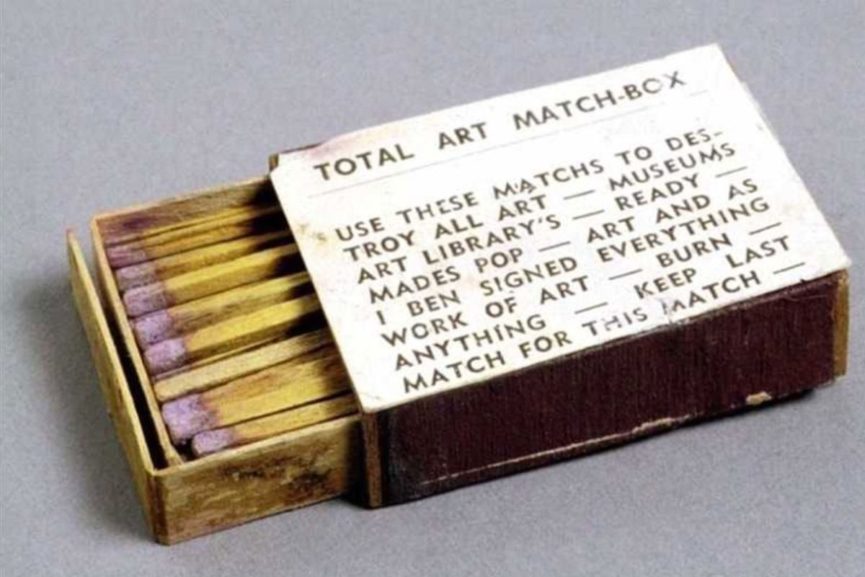 TOTAL ART MATCH-BOX
USE THESE MATCHS TO DES-
TROY ALL ART — MUSEUMS
ART LIBRARY'S — READY —
MADES POP — ART AND AS
I BEN SIGNED EVERYTHING
WORK OF ART — BURN —
ANYTHING — KEEP LAST
MATCH FOR THIS MATCH —